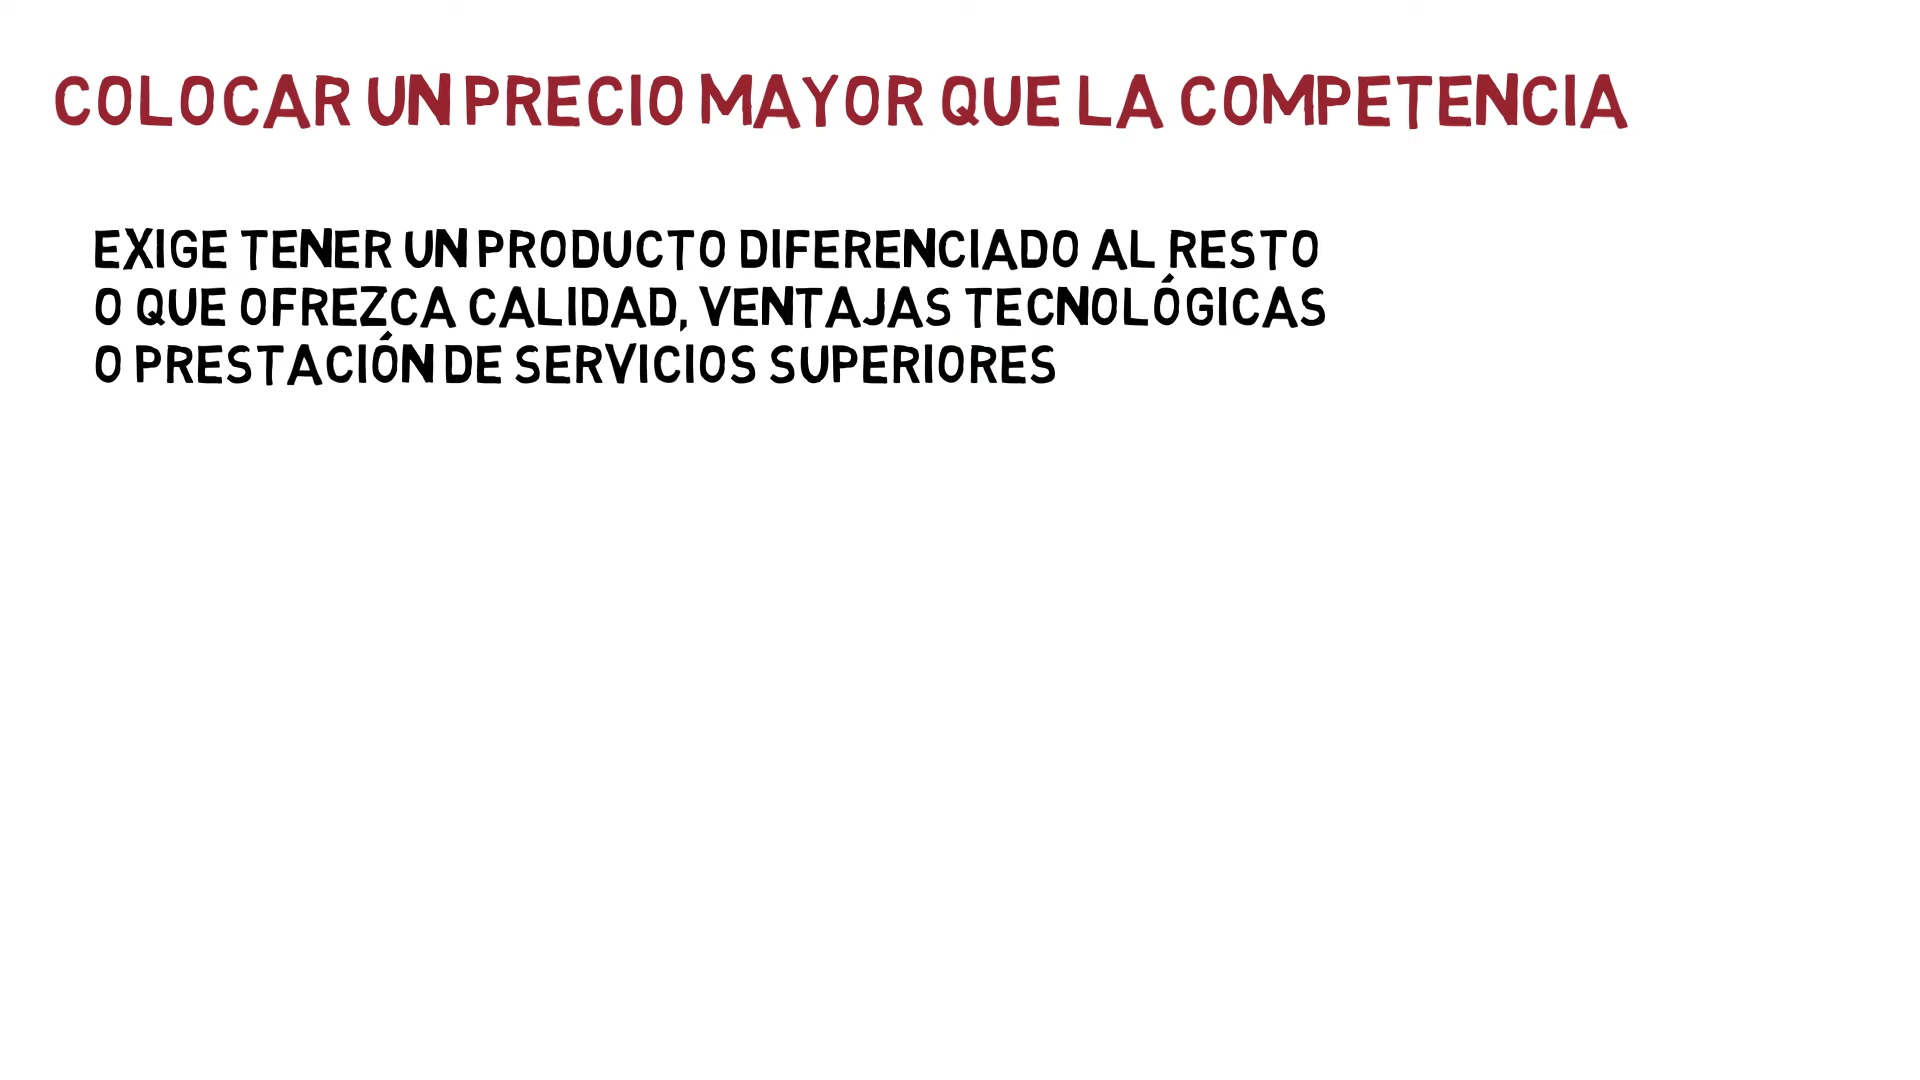 COLOCAR UN PRECIO MAYOR QUE LA COMPETENCIA
EXIGE TENER UN PRODUCTO DIFERENCIADO AL RESTO
O QUE OFREZCA CALIDAD, VENTAJAS TECNOLÓGICAS
O PRESTACIÓN DE SERVICIOS SUPERIORES